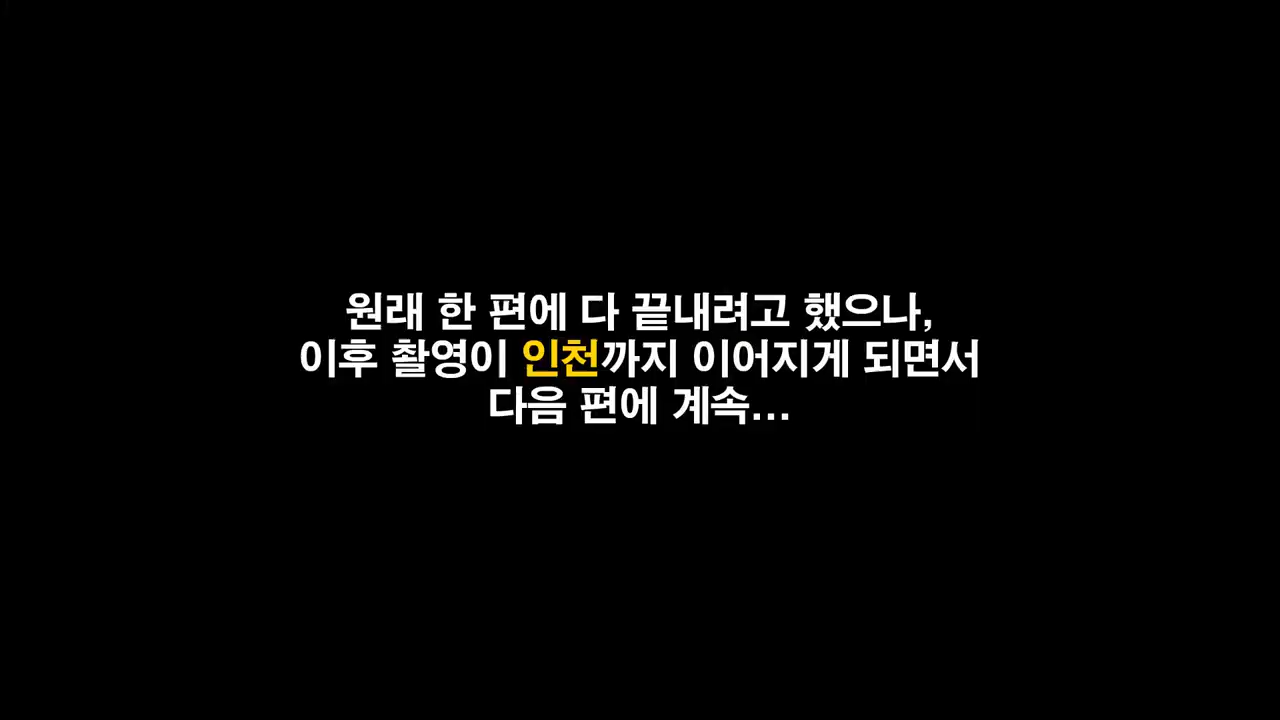 원래 한 편에 다 끝내려고 했으나,
이후 촬영이 인천까지 이어지게 되면서
다음 편에 계속...